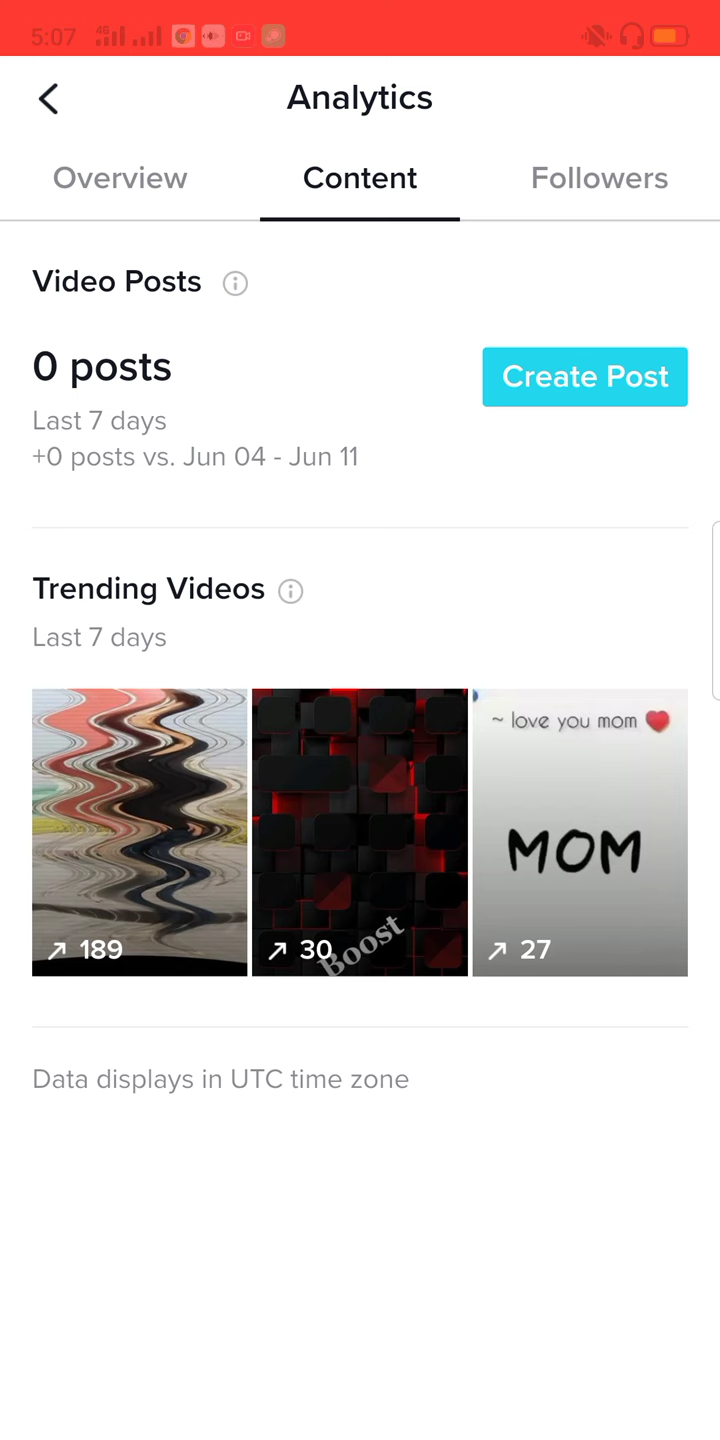 5:07 4G
Analytics
Overview Content Followers
Video Posts
0 posts
Create Post
Last 7 days
+0 posts vs. Jun 04 - Jun 11
Trending Videos
Last 7 days
~ love you mom ❤️
MOM
Boost
189 30 27
Data displays in UTC time zone